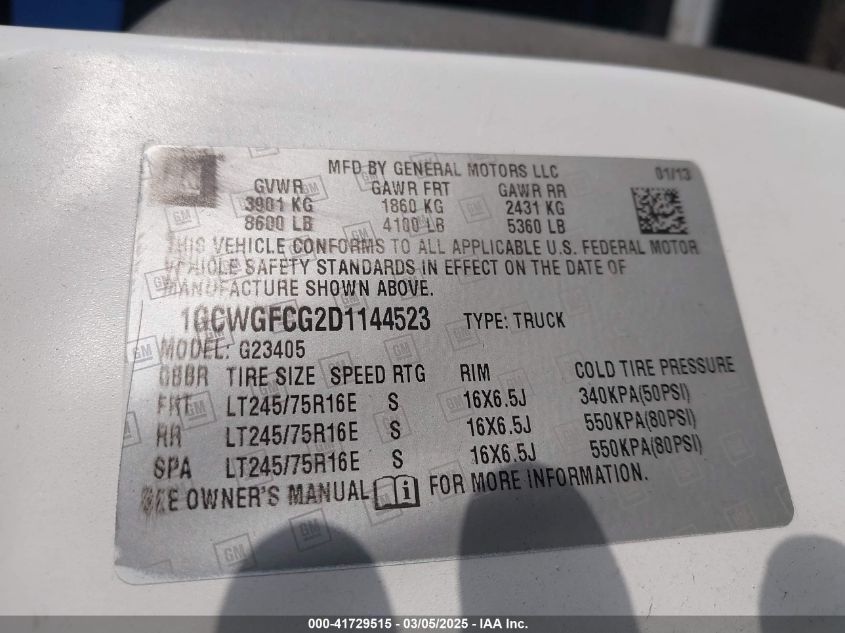 MFD BY GENERAL MOTORS LLC 01/13
GVWR GAWR FRT GAWR RR
3901 KG 1860 KG 2431 KG
8600 LB 4100 LB 5360 LB
THIS VEHICLE CONFORMS TO ALL APPLICABLE U.S. FEDERAL MOTOR
VEHICLE SAFETY STANDARDS IN EFFECT ON THE DATE OF
MANUFACTURE SHOWN ABOVE.
1GCWGFCG2D1144523 TYPE: TRUCK
MODEL: G23405
GBBR TIRE SIZE SPEED RTG RIM COLD TIRE PRESSURE
FRT LT245/75R16E S 16X6.5J 340KPA(50PSI)
RR LT245/75R16E S 16X6.5J 550KPA(80PSI)
SPA LT245/75R16E S 16X6.5J 550KPA(80PSI)
SEE OWNER'S MANUAL FOR MORE INFORMATION.
000-41729515 - 03/05/2025 - IAA Inc.